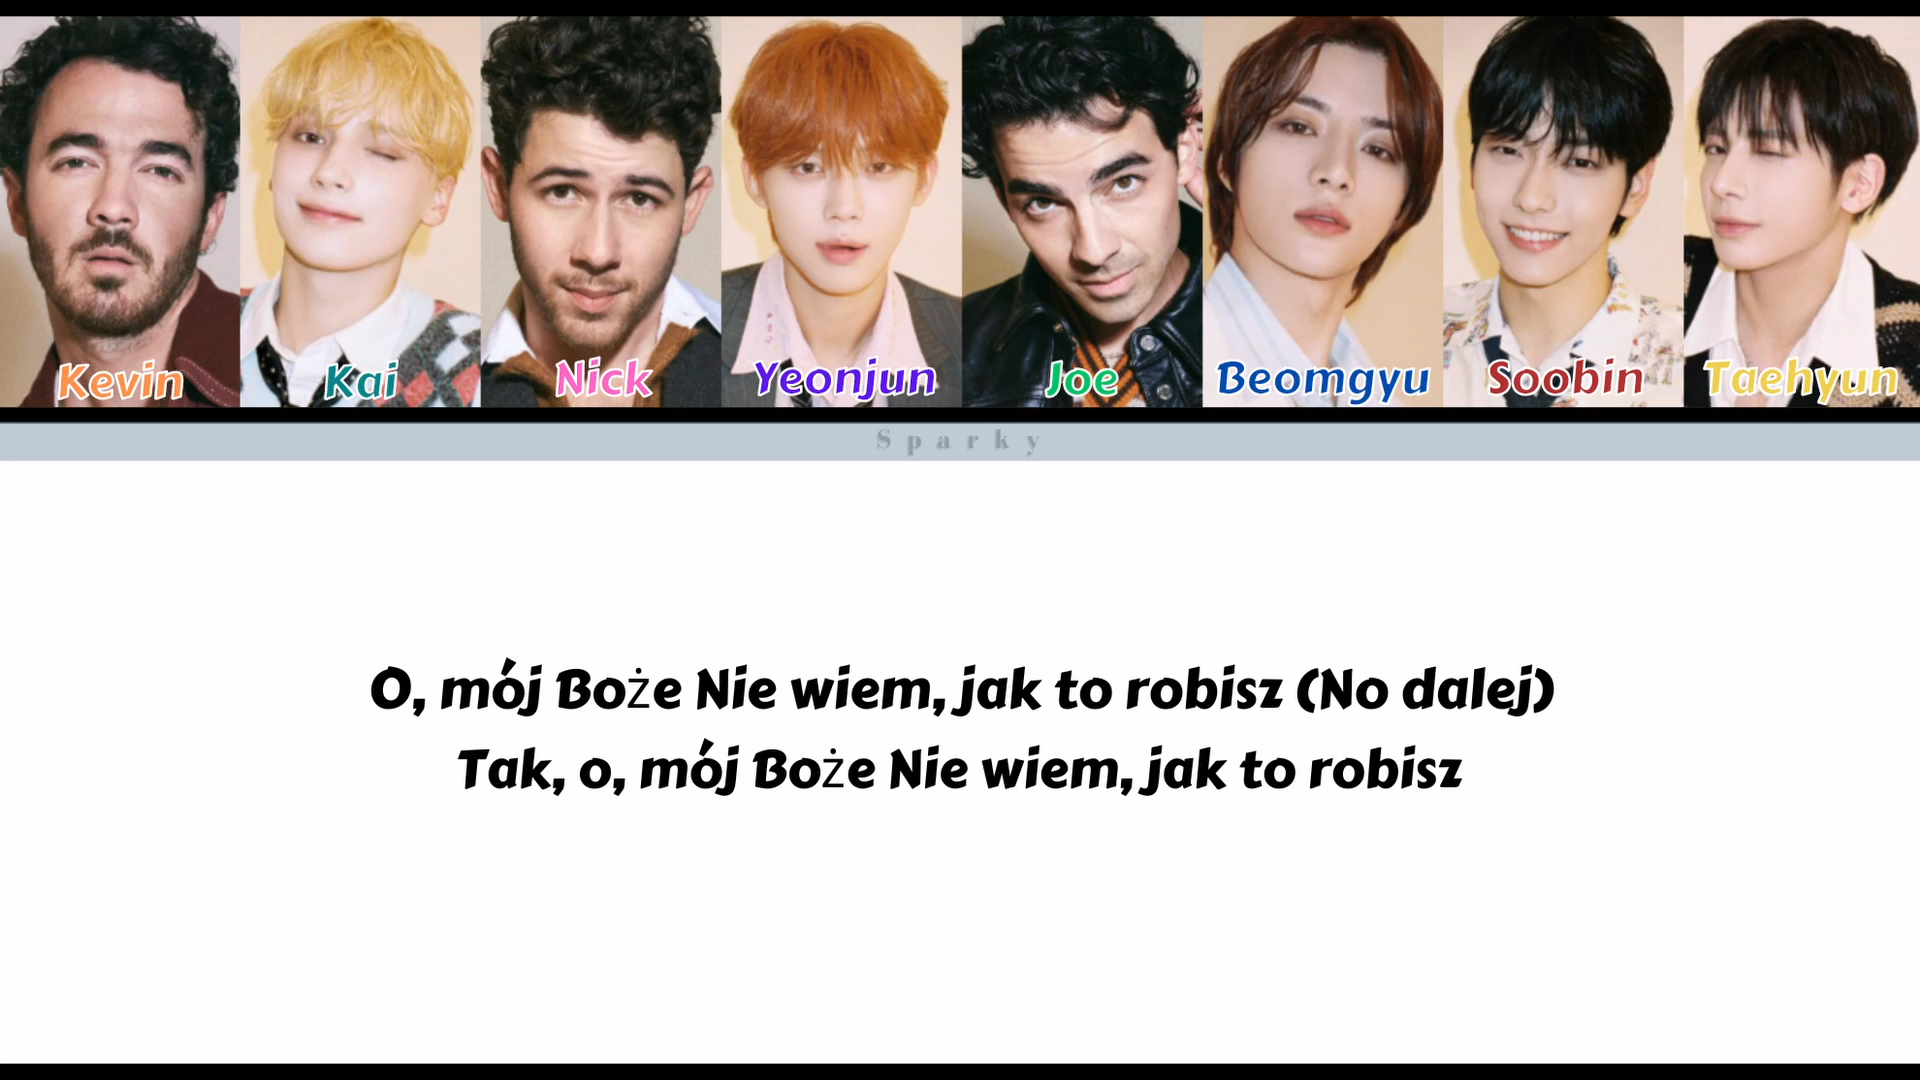 Kevin Kai Nick Yeonjun Joe Beomgyu Soobin Taehyun
Sparky
O, mój Boże Nie wiem, jak to robisz (No dalej)
Tak, o, mój Boże Nie wiem, jak to robisz